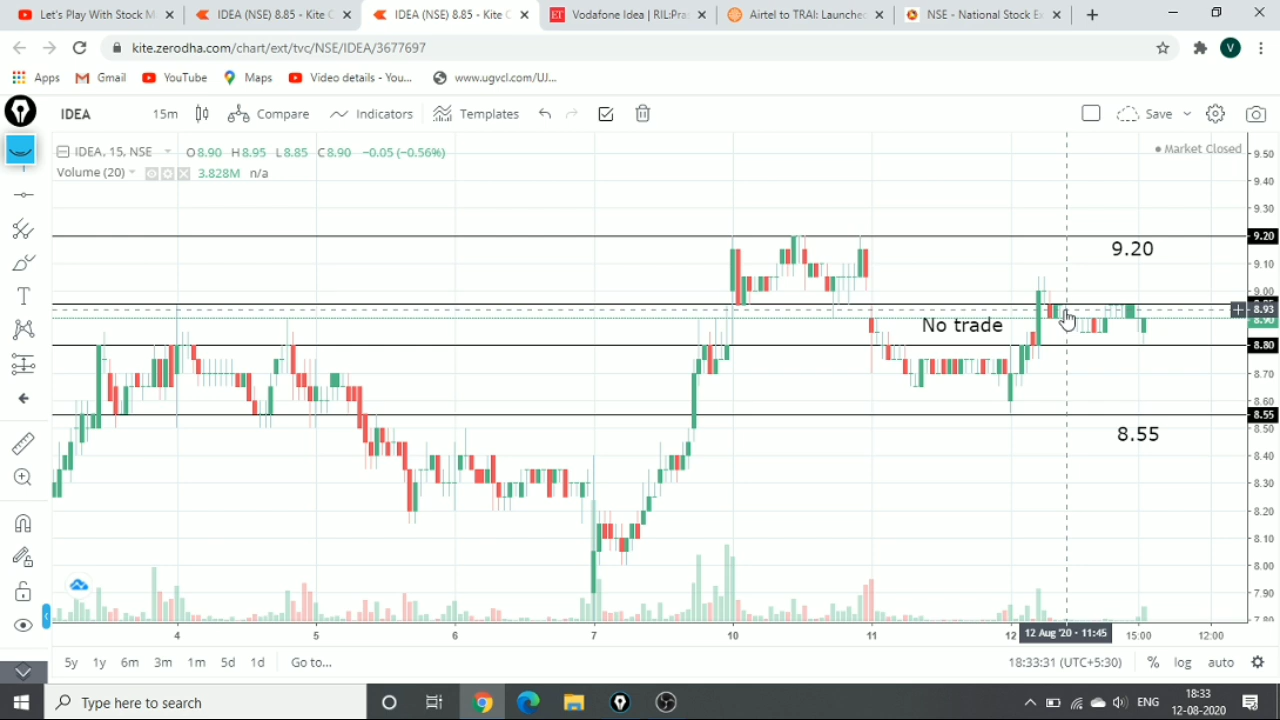 Let's Play With Stock M
IDEA (NSE) 8.85 - Kite C
IDEA (NSE) 8.85 - Kite C
Vodafone Idea | RIL:Pra
Airtel to TRAI: Launche
NSE - National Stock Ex
kite.zerodha.com/chart/ext/tvc/NSE/IDEA/3677697
V
Apps
Gmail
YouTube
Maps
Video details - You...
www.ugvcl.com/UJ...
IDEA
15m
Compare
Indicators
Templates
Save
IDEA, 15, NSE
O8.90 H8.95 L8.85 C8.90 -0.05 (-0.56%)
Market Closed
Volume (20)
3.828M n/a
9.50
9.40
9.30
9.20
9.10
9.00
8.93
8.90
8.80
8.70
8.60
8.55
8.50
8.40
8.30
8.20
8.10
8.00
7.90
9.20
No trade
8.55
4
5
6
7
10
11
12
12 Aug '20 - 11:45
15:00
12:00
5y 1y 6m 3m 1m 5d 1d Go to...
18:33:31 (UTC+5:30)
% log auto
Type here to search
ENG
18:33
12-08-2020